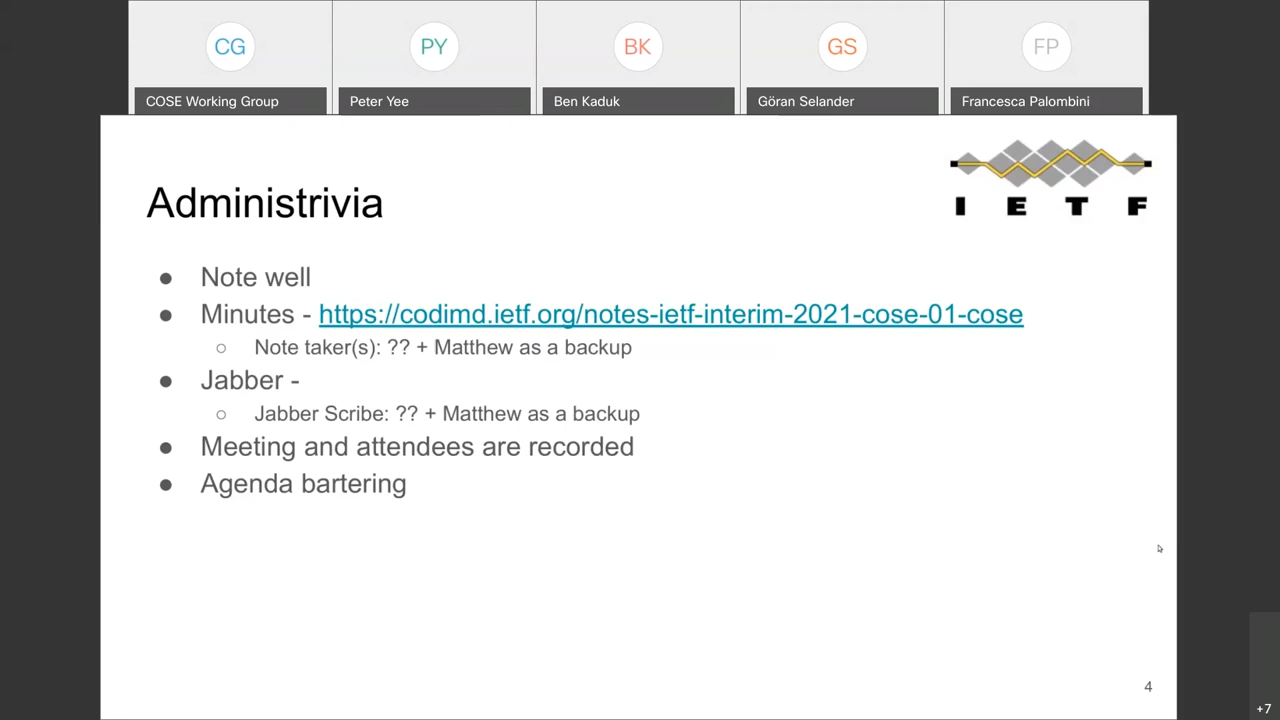 CG
PY
BK
GS
FP
COSE Working Group
Peter Yee
Ben Kaduk
Göran Selander
Francesca Palombini
I E T F
Administrivia
● Note well
● Minutes - https://codimd.ietf.org/notes-ietf-interim-2021-cose-01-cose
○ Note taker(s): ?? + Matthew as a backup
● Jabber -
○ Jabber Scribe: ?? + Matthew as a backup
● Meeting and attendees are recorded
● Agenda bartering
4
+7